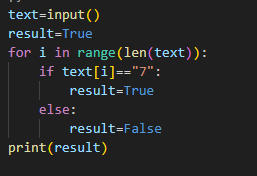 text=input()
result=True
for i in range(len(text)):
    if text[i]=="7":
        result=True
    else:
        result=False
print(result)